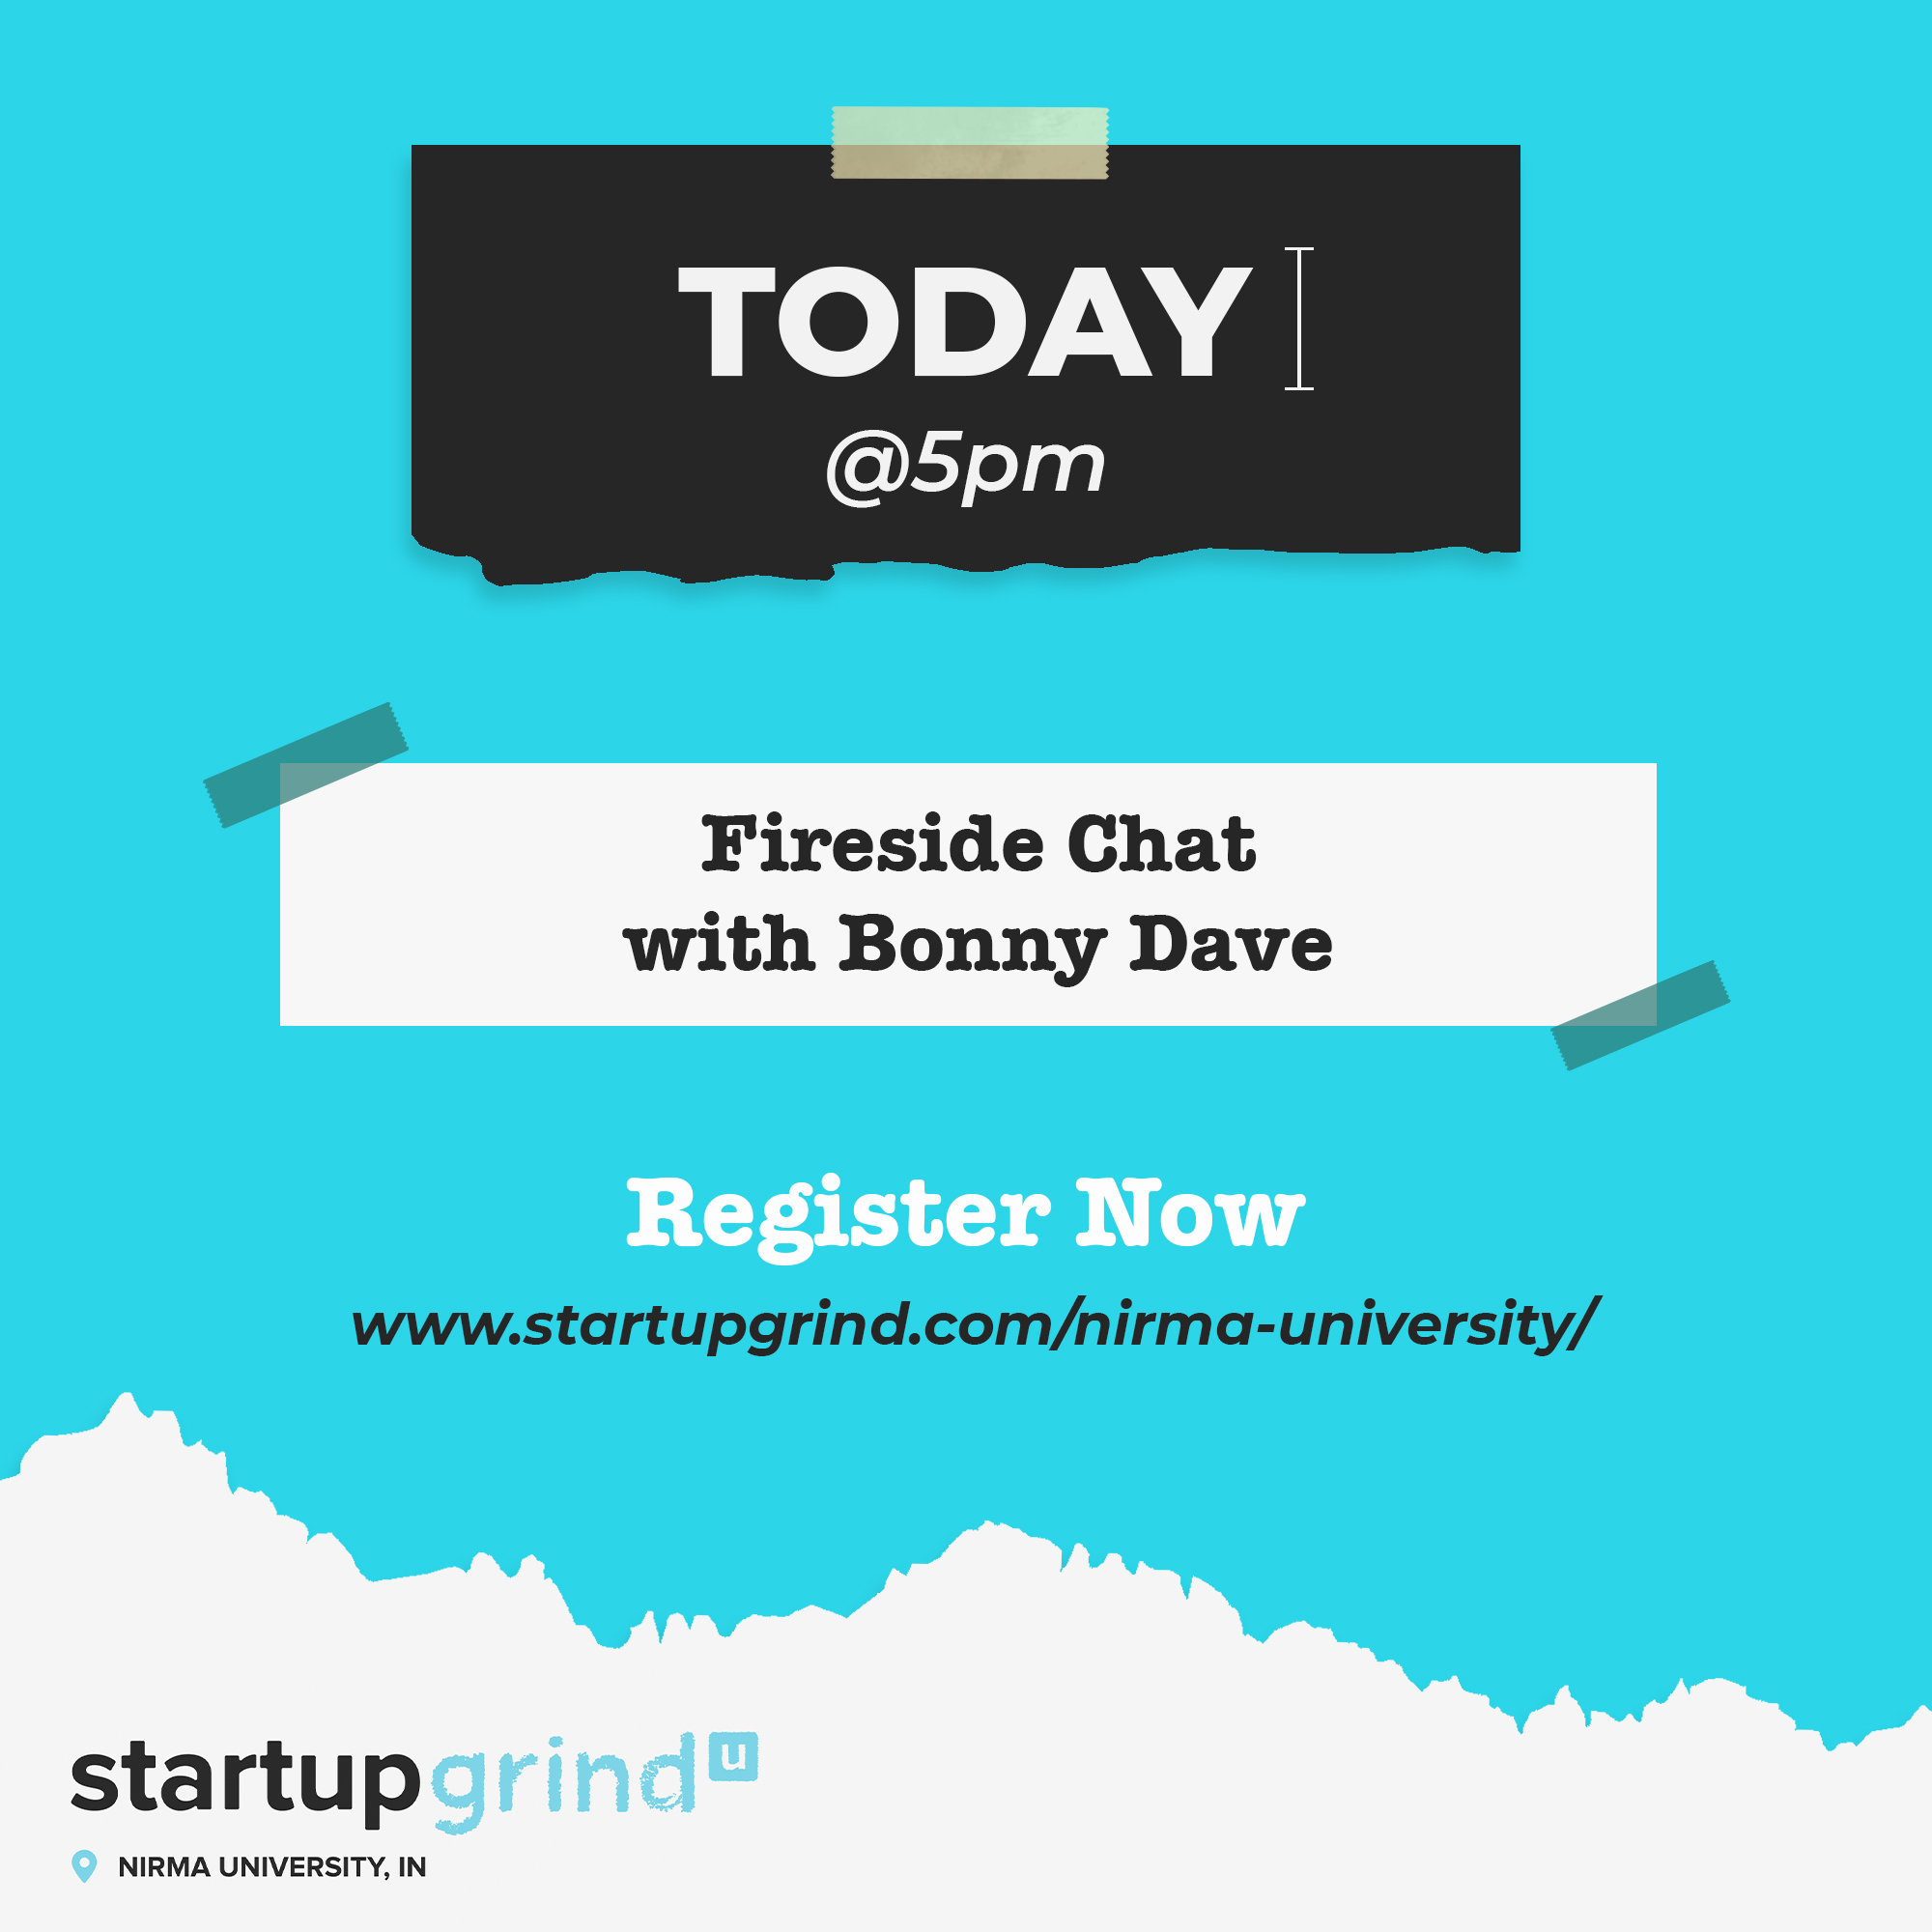 TODAY
@5pm
Fireside Chat
with Bonny Dave
Register Now
www.startupgrind.com/nirma-university/
startupgrind u
NIRMA UNIVERSITY, IN